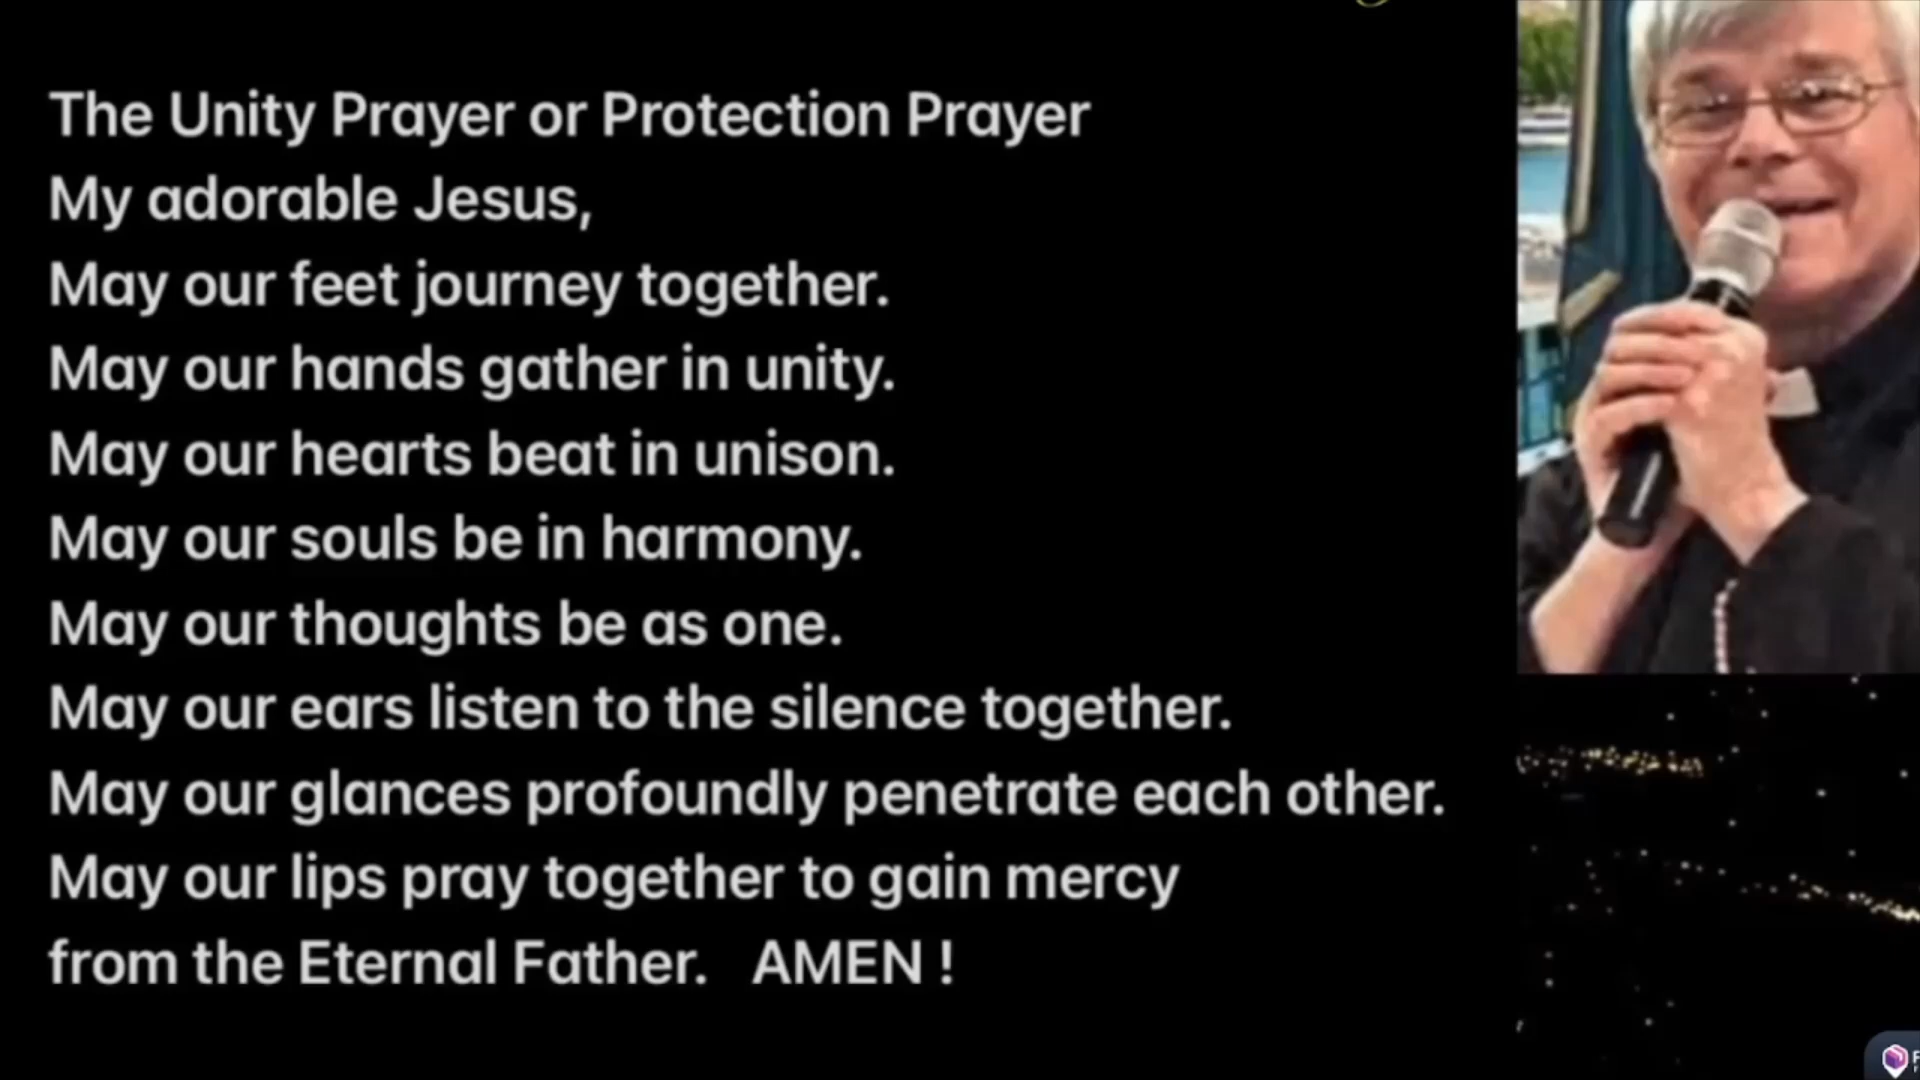 The Unity Prayer or Protection Prayer
My adorable Jesus,
May our feet journey together.
May our hands gather in unity.
May our hearts beat in unison.
May our souls be in harmony.
May our thoughts be as one.
May our ears listen to the silence together.
May our glances profoundly penetrate each other.
May our lips pray together to gain mercy
from the Eternal Father.   AMEN !